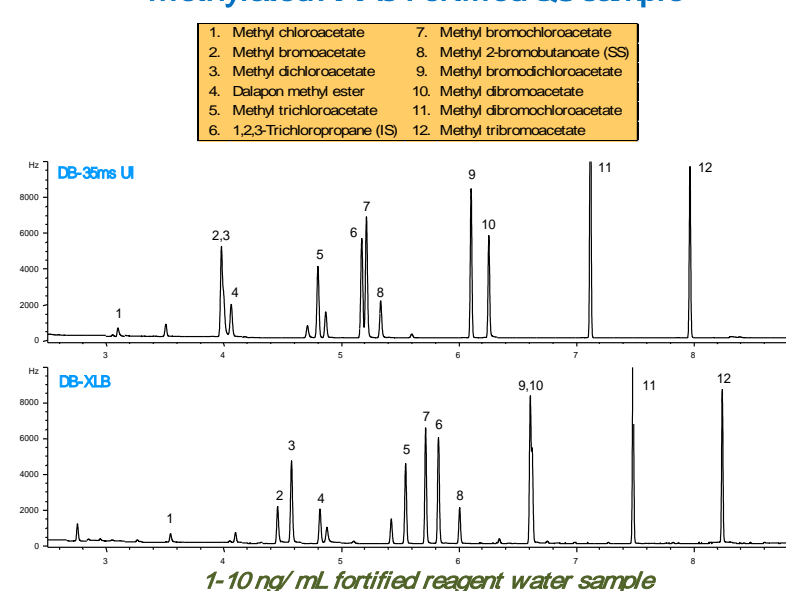 1. Methyl chloroacetate
2. Methyl bromoacetate
3. Methyl dichloroacetate
4. Dalapon methyl ester
5. Methyl trichloroacetate
6. 1,2,3-Trichloropropane (IS)
7. Methyl bromochloroacetate
8. Methyl 2-bromobutanoate (SS)
9. Methyl bromodichloroacetate
10. Methyl dibromoacetate
11. Methyl dibromochloroacetate
12. Methyl tribromoacetate
Hz
DB-35ms UI
8000
6000
4000
2000
0
1
2,3
4
5
6
7
8
9
10
11
12
3 4 5 6 7 8
Hz
DB-XLB
8000
6000
4000
2000
0
1
2
3
4
5
7
6
8
9,10
11
12
3 4 5 6 7 8
1-10 ng/mL fortified reagent water sample